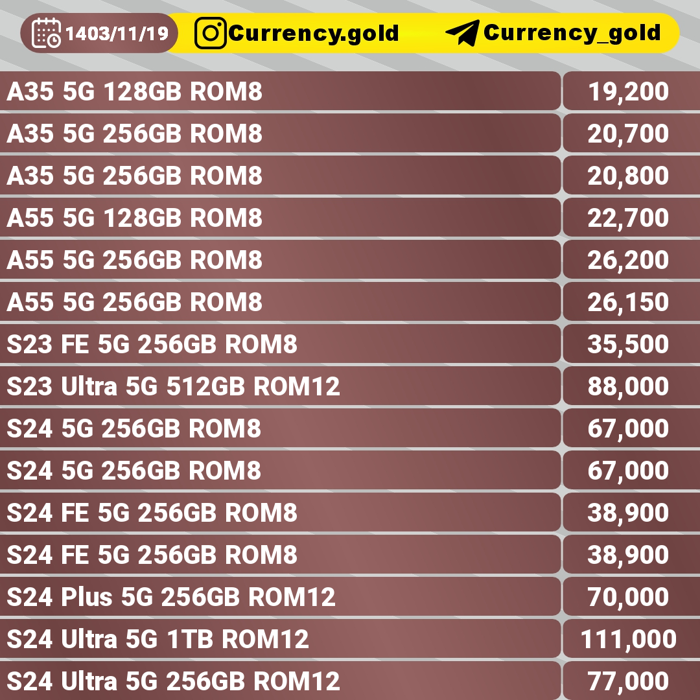 1403/11/19 Currency.gold Currency_gold
A35 5G 128GB ROM8 19,200
A35 5G 256GB ROM8 20,700
A35 5G 256GB ROM8 20,800
A55 5G 128GB ROM8 22,700
A55 5G 256GB ROM8 26,200
A55 5G 256GB ROM8 26,150
S23 FE 5G 256GB ROM8 35,500
S23 Ultra 5G 512GB ROM12 88,000
S24 5G 256GB ROM8 67,000
S24 5G 256GB ROM8 67,000
S24 FE 5G 256GB ROM8 38,900
S24 FE 5G 256GB ROM8 38,900
S24 Plus 5G 256GB ROM12 70,000
S24 Ultra 5G 1TB ROM12 111,000
S24 Ultra 5G 256GB ROM12 77,000